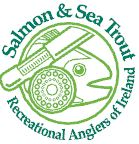 Salmon & Sea Trout
Recreational Anglers of Ireland